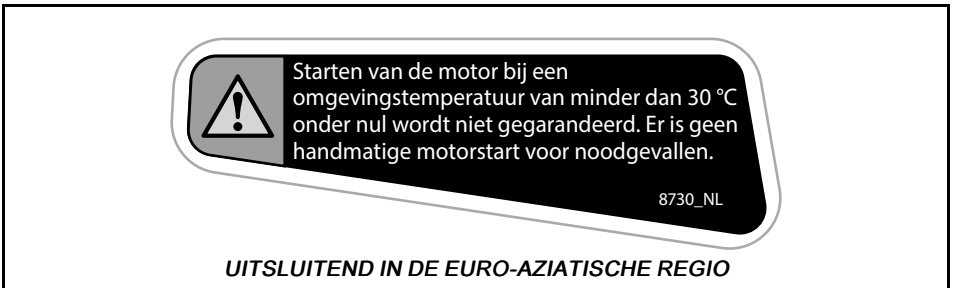 Starten van de motor bij een
omgevingstemperatuur van minder dan 30 °C
onder nul wordt niet gegarandeerd. Er is geen
handmatige motorstart voor noodgevallen.
8730_NL
UITSLUITEND IN DE EURO-AZIATISCHE REGIO